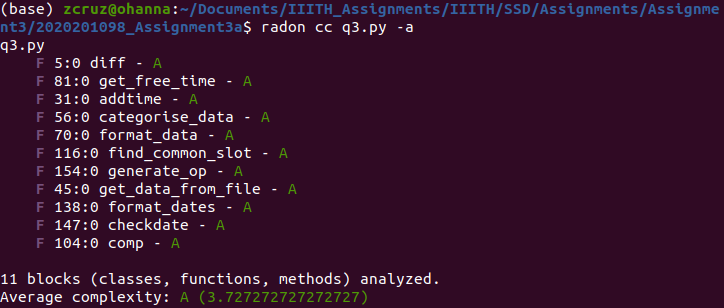 (base) zcruz@ohanna:~/Documents/IIITH_Assignments/IIITH/SSD/Assignments/Assignme
nt3/2020201098_Assignment3a$ radon cc q3.py -a
q3.py
    F 5:0 diff - A
    F 81:0 get_free_time - A
    F 31:0 addtime - A
    F 56:0 categorise_data - A
    F 70:0 format_data - A
    F 116:0 find_common_slot - A
    F 154:0 generate_op - A
    F 45:0 get_data_from_file - A
    F 138:0 format_dates - A
    F 147:0 checkdate - A
    F 104:0 comp - A
11 blocks (classes, functions, methods) analyzed.
Average complexity: A (3.727272727272727)